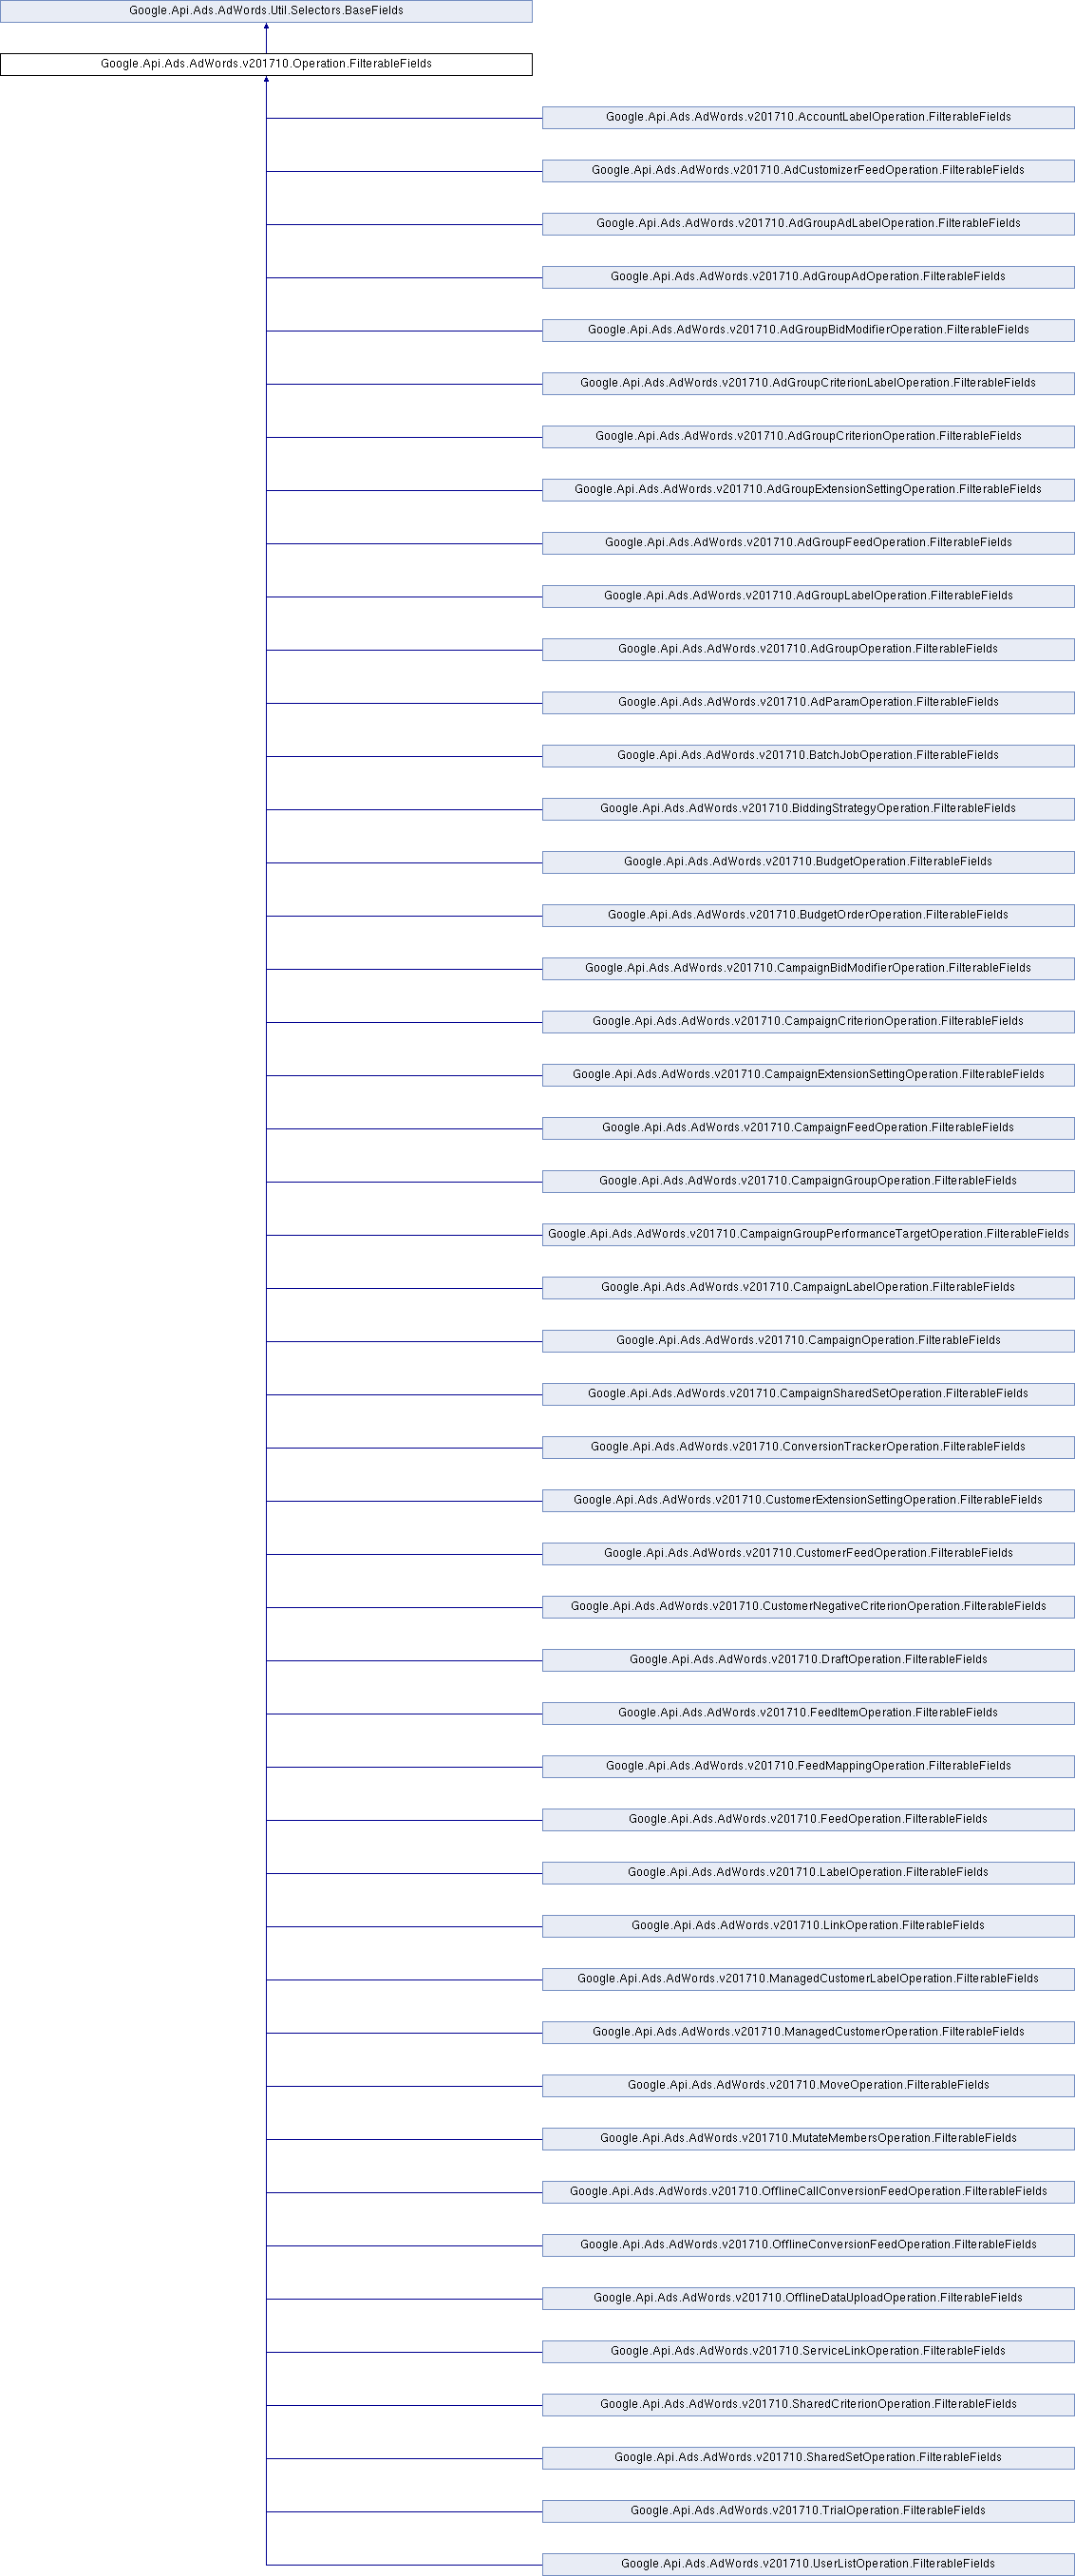 Google.Api.Ads.AdWords.Util.Selectors.BaseFields
Google.Api.Ads.AdWords.v201710.Operation.FilterableFields
Google.Api.Ads.AdWords.v201710.AccountLabelOperation.FilterableFields
Google.Api.Ads.AdWords.v201710.AdCustomizerFeedOperation.FilterableFields
Google.Api.Ads.AdWords.v201710.AdGroupAdLabelOperation.FilterableFields
Google.Api.Ads.AdWords.v201710.AdGroupAdOperation.FilterableFields
Google.Api.Ads.AdWords.v201710.AdGroupBidModifierOperation.FilterableFields
Google.Api.Ads.AdWords.v201710.AdGroupCriterionLabelOperation.FilterableFields
Google.Api.Ads.AdWords.v201710.AdGroupCriterionOperation.FilterableFields
Google.Api.Ads.AdWords.v201710.AdGroupExtensionSettingOperation.FilterableFields
Google.Api.Ads.AdWords.v201710.AdGroupFeedOperation.FilterableFields
Google.Api.Ads.AdWords.v201710.AdGroupLabelOperation.FilterableFields
Google.Api.Ads.AdWords.v201710.AdGroupOperation.FilterableFields
Google.Api.Ads.AdWords.v201710.AdParamOperation.FilterableFields
Google.Api.Ads.AdWords.v201710.BatchJobOperation.FilterableFields
Google.Api.Ads.AdWords.v201710.BiddingStrategyOperation.FilterableFields
Google.Api.Ads.AdWords.v201710.BudgetOperation.FilterableFields
Google.Api.Ads.AdWords.v201710.BudgetOrderOperation.FilterableFields
Google.Api.Ads.AdWords.v201710.CampaignBidModifierOperation.FilterableFields
Google.Api.Ads.AdWords.v201710.CampaignCriterionOperation.FilterableFields
Google.Api.Ads.AdWords.v201710.CampaignExtensionSettingOperation.FilterableFields
Google.Api.Ads.AdWords.v201710.CampaignFeedOperation.FilterableFields
Google.Api.Ads.AdWords.v201710.CampaignGroupOperation.FilterableFields
Google.Api.Ads.AdWords.v201710.CampaignGroupPerformanceTargetOperation.FilterableFields
Google.Api.Ads.AdWords.v201710.CampaignLabelOperation.FilterableFields
Google.Api.Ads.AdWords.v201710.CampaignOperation.FilterableFields
Google.Api.Ads.AdWords.v201710.CampaignSharedSetOperation.FilterableFields
Google.Api.Ads.AdWords.v201710.ConversionTrackerOperation.FilterableFields
Google.Api.Ads.AdWords.v201710.CustomerExtensionSettingOperation.FilterableFields
Google.Api.Ads.AdWords.v201710.CustomerFeedOperation.FilterableFields
Google.Api.Ads.AdWords.v201710.CustomerNegativeCriterionOperation.FilterableFields
Google.Api.Ads.AdWords.v201710.DraftOperation.FilterableFields
Google.Api.Ads.AdWords.v201710.FeedItemOperation.FilterableFields
Google.Api.Ads.AdWords.v201710.FeedMappingOperation.FilterableFields
Google.Api.Ads.AdWords.v201710.FeedOperation.FilterableFields
Google.Api.Ads.AdWords.v201710.LabelOperation.FilterableFields
Google.Api.Ads.AdWords.v201710.LinkOperation.FilterableFields
Google.Api.Ads.AdWords.v201710.ManagedCustomerLabelOperation.FilterableFields
Google.Api.Ads.AdWords.v201710.ManagedCustomerOperation.FilterableFields
Google.Api.Ads.AdWords.v201710.MoveOperation.FilterableFields
Google.Api.Ads.AdWords.v201710.MutateMembersOperation.FilterableFields
Google.Api.Ads.AdWords.v201710.OfflineCallConversionFeedOperation.FilterableFields
Google.Api.Ads.AdWords.v201710.OfflineConversionFeedOperation.FilterableFields
Google.Api.Ads.AdWords.v201710.OfflineDataUploadOperation.FilterableFields
Google.Api.Ads.AdWords.v201710.ServiceLinkOperation.FilterableFields
Google.Api.Ads.AdWords.v201710.SharedCriterionOperation.FilterableFields
Google.Api.Ads.AdWords.v201710.SharedSetOperation.FilterableFields
Google.Api.Ads.AdWords.v201710.TrialOperation.FilterableFields
Google.Api.Ads.AdWords.v201710.UserListOperation.FilterableFields